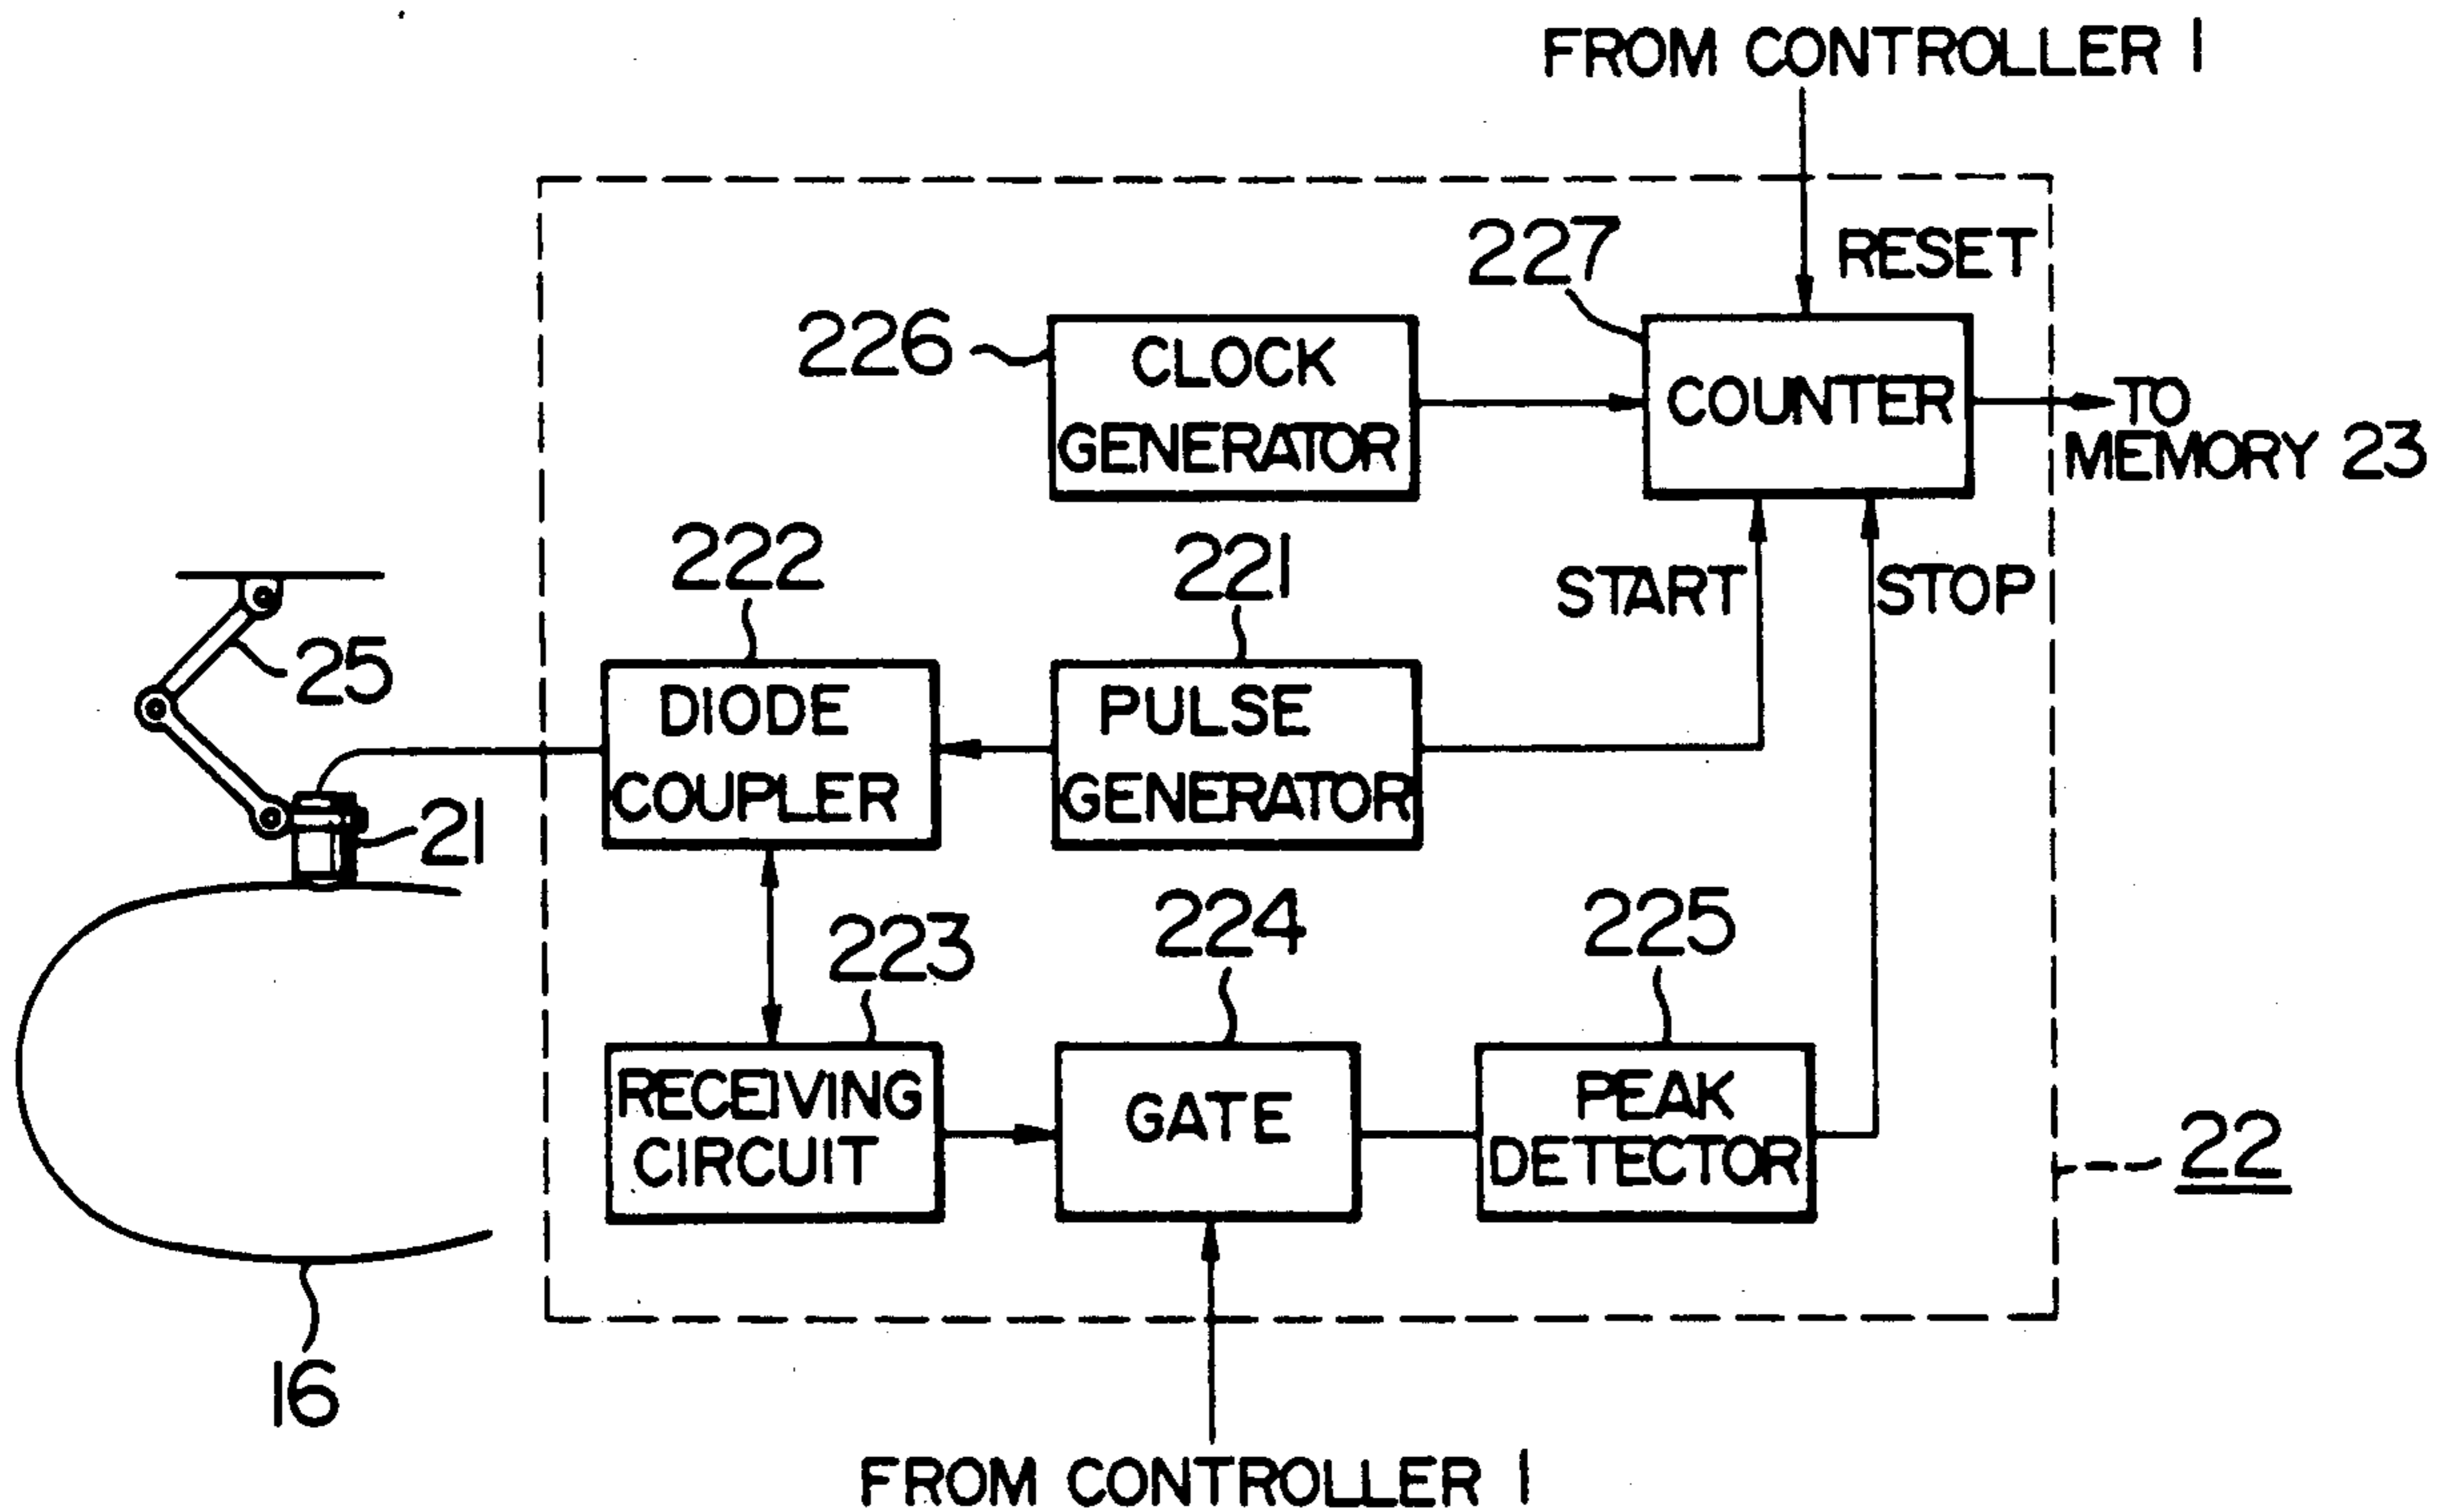 FROM CONTROLLER 1
227
RESET
226
CLOCK
GENERATOR
COUNTER
TO
MEMORY 23
222
221
START
STOP
25
DIODE
COUPLER
PULSE
GENERATOR
21
223
224
225
RECEIVING
CIRCUIT
GATE
PEAK
DETECTOR
22
16
FROM CONTROLLER 1